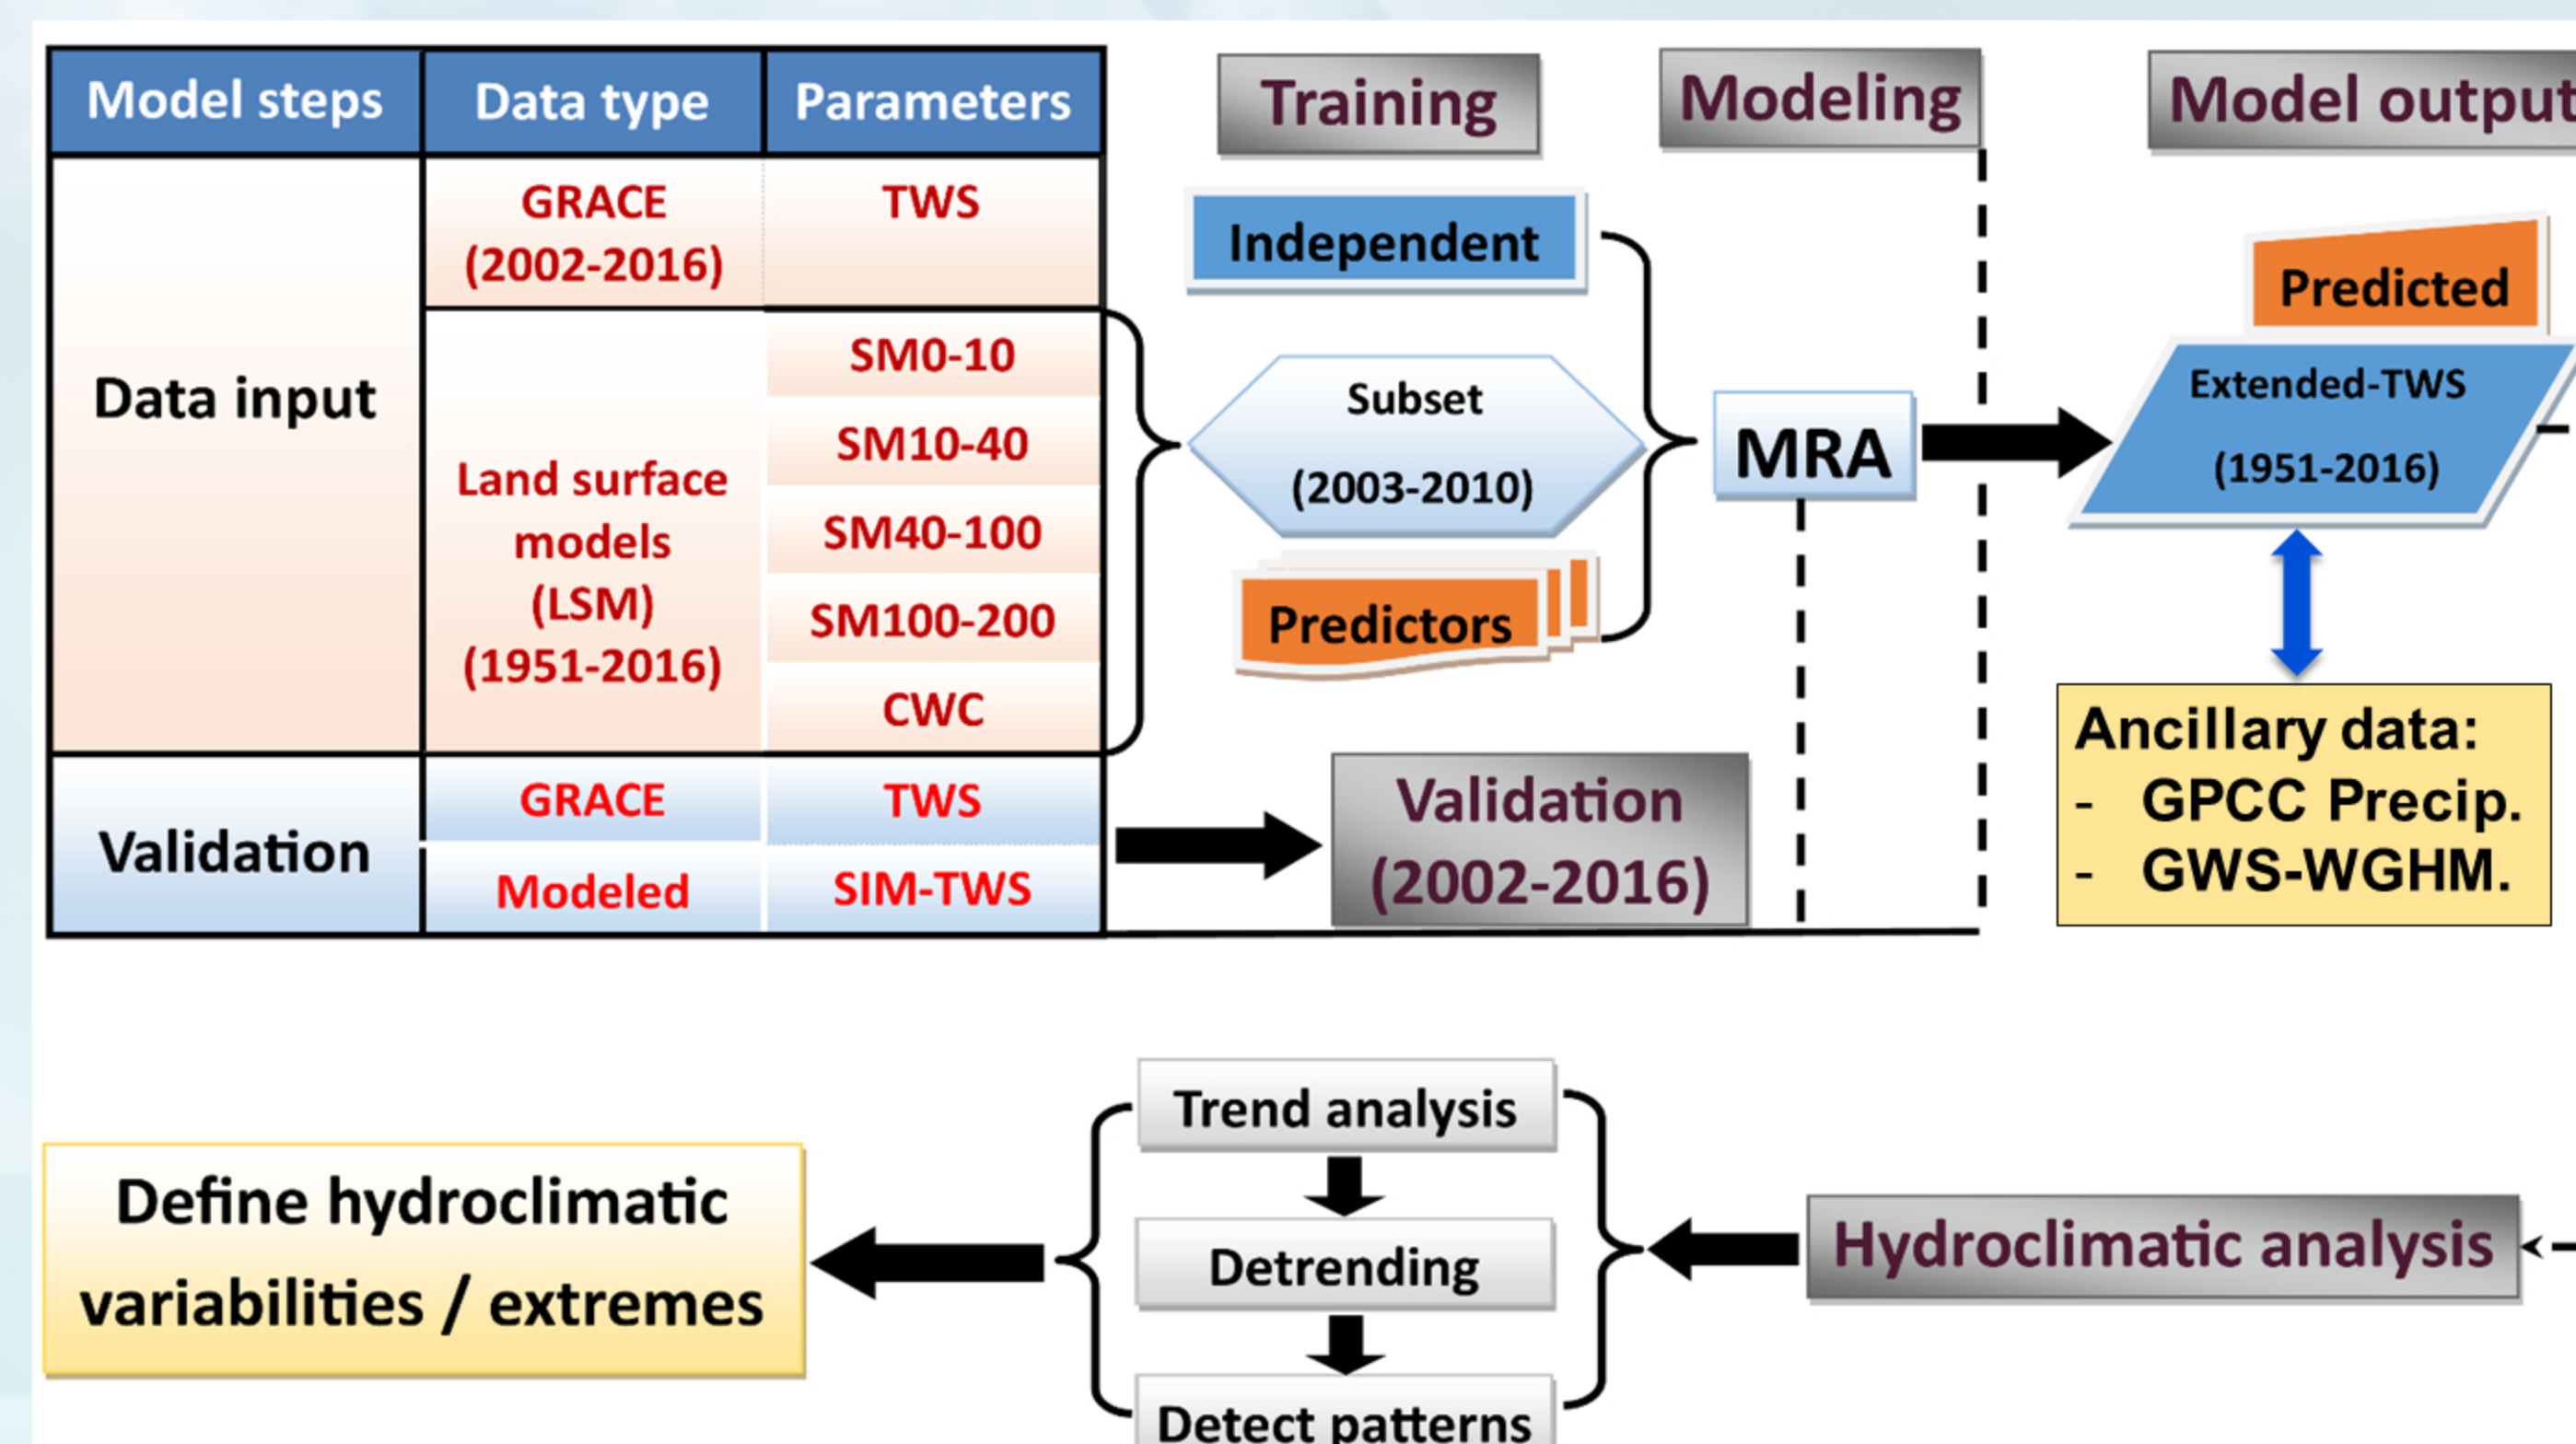 Model steps
Data type
Parameters
Data input
GRACE
(2002-2016)
TWS
Land surface
models
(LSM)
(1951-2016)
SM0-10
SM10-40
SM40-100
SM100-200
CWC
Validation
GRACE
TWS
Modeled
SIM-TWS
Training
Independent
Subset
(2003-2010)
Predictors
Validation
(2002-2016)
Modeling
MRA
Model output
Predicted
Extended-TWS
(1951-2016)
Ancillary data:
- GPCC Precip.
- GWS-WGHM.
Hydroclimatic analysis
Trend analysis
Detrending
Detect patterns
Define hydroclimatic
variabilities / extremes